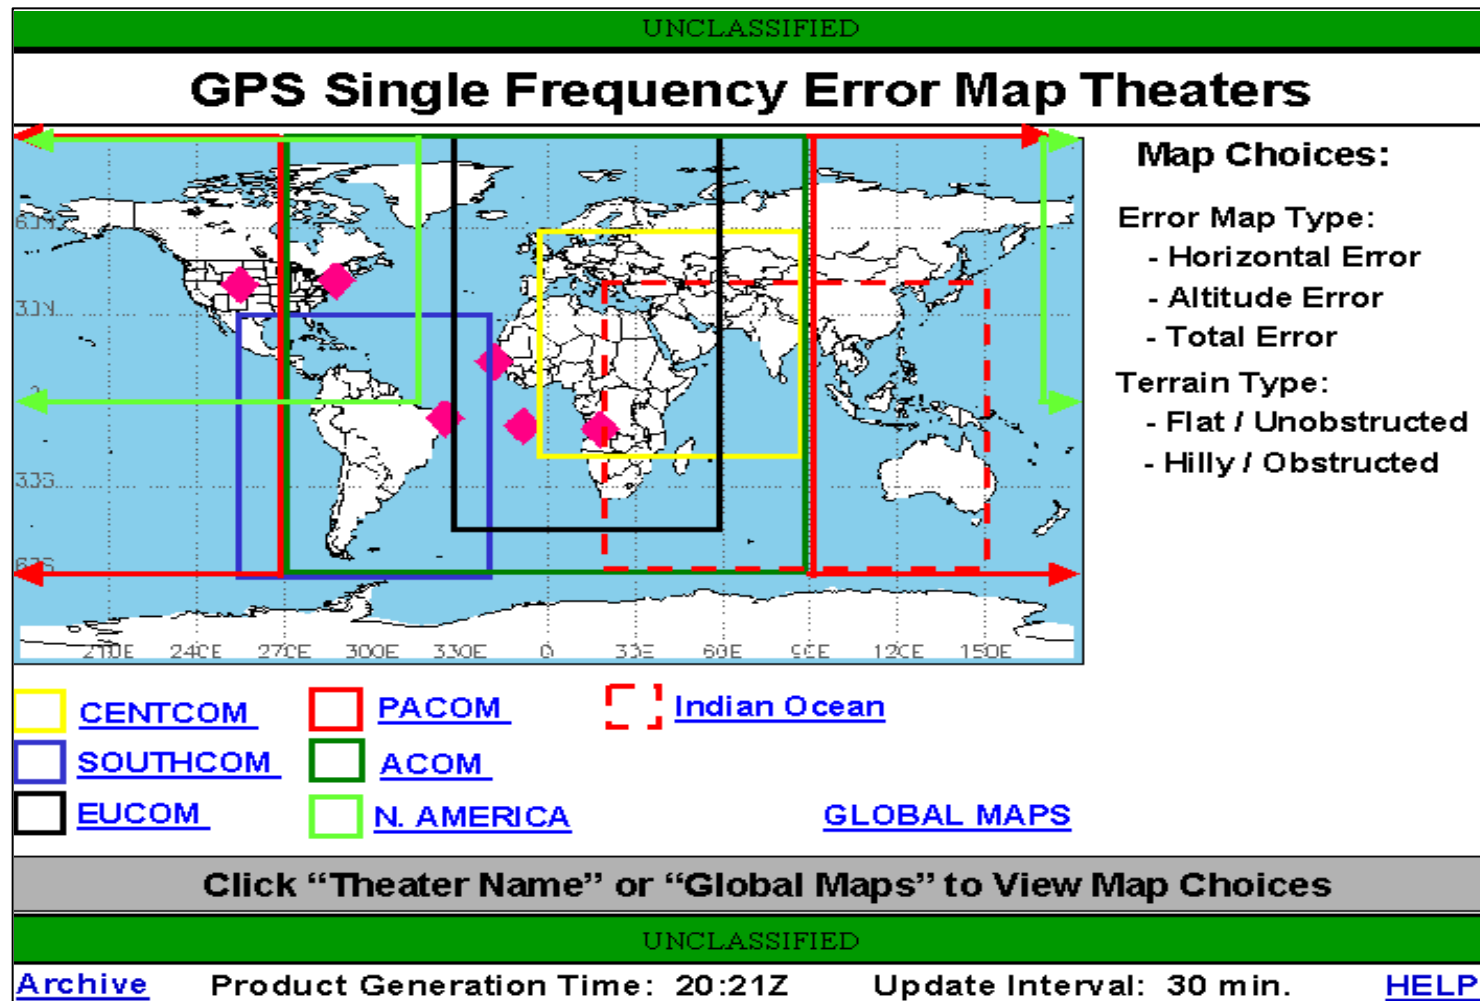 UNCLASSIFIED
GPS Single Frequency Error Map Theaters
Map Choices:
Error Map Type:
- Horizontal Error
- Altitude Error
- Total Error
Terrain Type:
- Flat / Unobstructed
- Hilly / Obstructed
240E 270E 300E 330E 0 60E 120E 150E
CENTCOM PACOM Indian Ocean
SOUTHCOM ACOM
EUCOM N. AMERICA GLOBAL MAPS
Click “Theater Name” or “Global Maps” to View Map Choices
UNCLASSIFIED
Archive Product Generation Time: 20:21Z Update Interval: 30 min. HELP